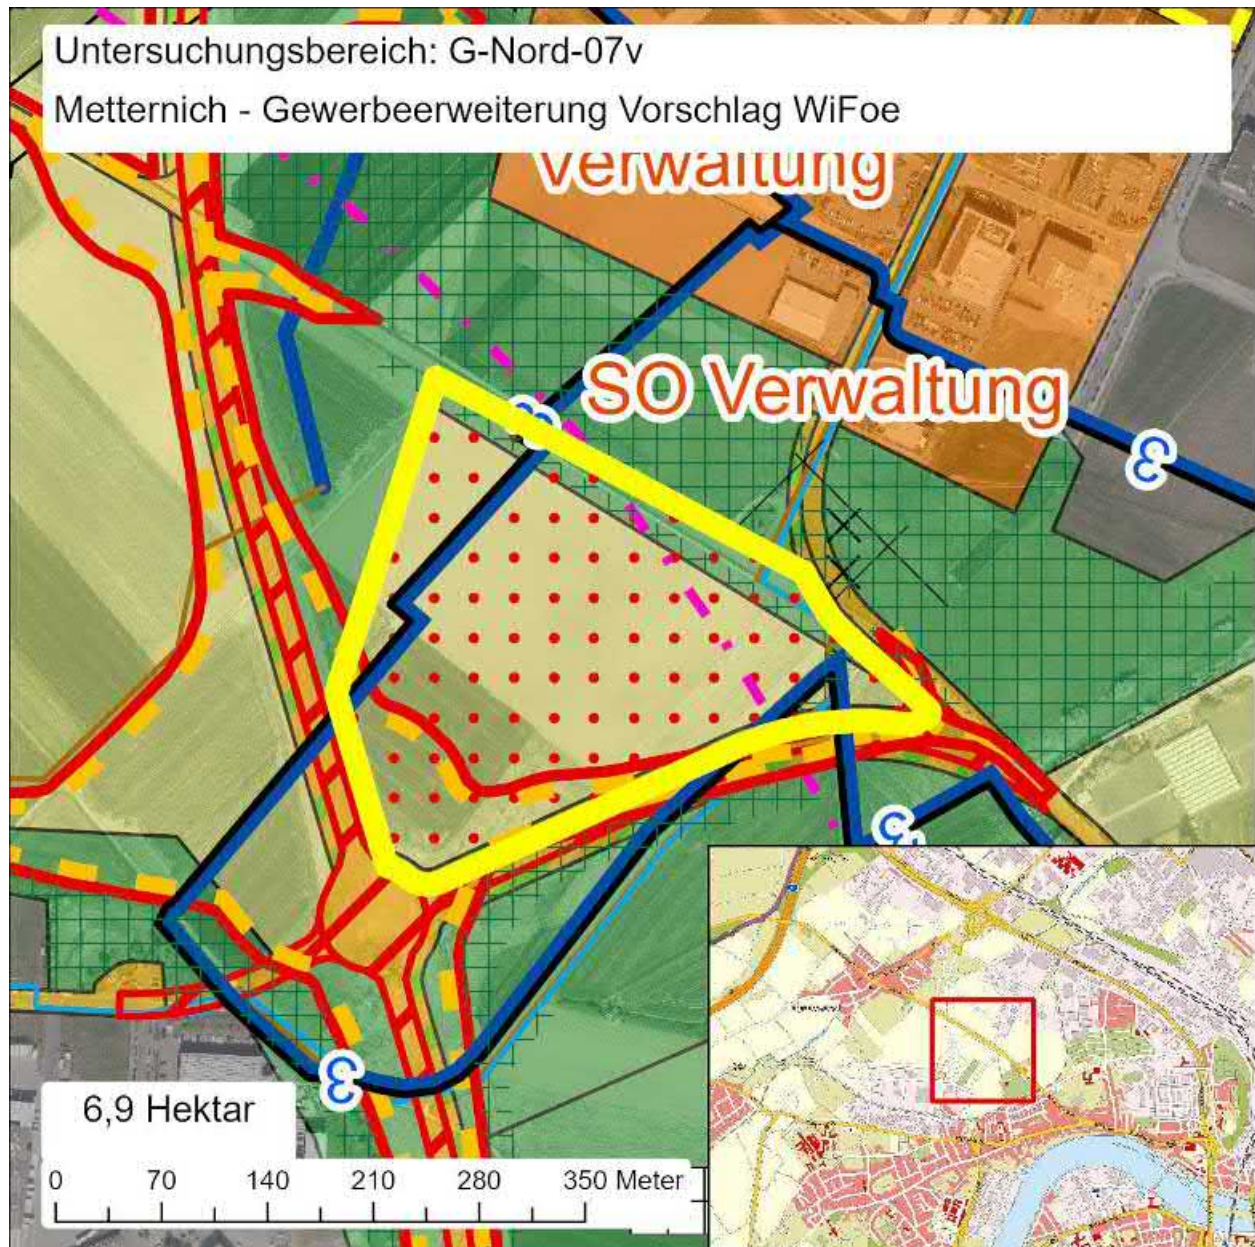 Untersuchungsbereich: G-Nord-07v
Metternich - Gewerbeerweiterung Vorschlag WiFoe
Verwaltung
SO Verwaltung
6,9 Hektar
0 70 140 210 280 350 Meter